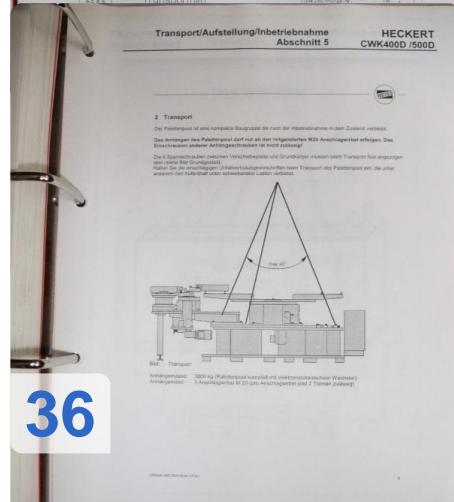 Transport/Aufstellung/Inbetriebnahme HECKERT
Abschnitt 5 CWK400D /500D
2 Transport
Der Palettenpool ist eine kompakte Baugruppe die nach der Inbetriebnahme in dem Zustand verbleibt.
Das Anhängen des Palettenpool darf nur an den mitgelieferten M20 Anschlagwirbel erfolgen. Das
Einschrauben anderer Anhängeschrauben ist nicht zulässig!
Die 6 Spannschrauben zwischen Verschiebeplatte und Grundkörper müssen beim Transport fest angezogen
sein (siehe Bild Grundgestell).
Halten Sie die einschlägigen Unfallverhütungsvorschriften beim Transport des Palettenpool ein, die unter
anderem den Aufenthalt unter schwebenden Lasten verbietet.
max 45°
Bild: Transport
Anhängemasse: 3800 kg (Palettenpool komplett mit elektromechanischem Wechsler)
Anhängemittel: 3 Anschlagwirbel M 20 (pro Anschlagwirbel sind 2 Tonnen zulässig)
36